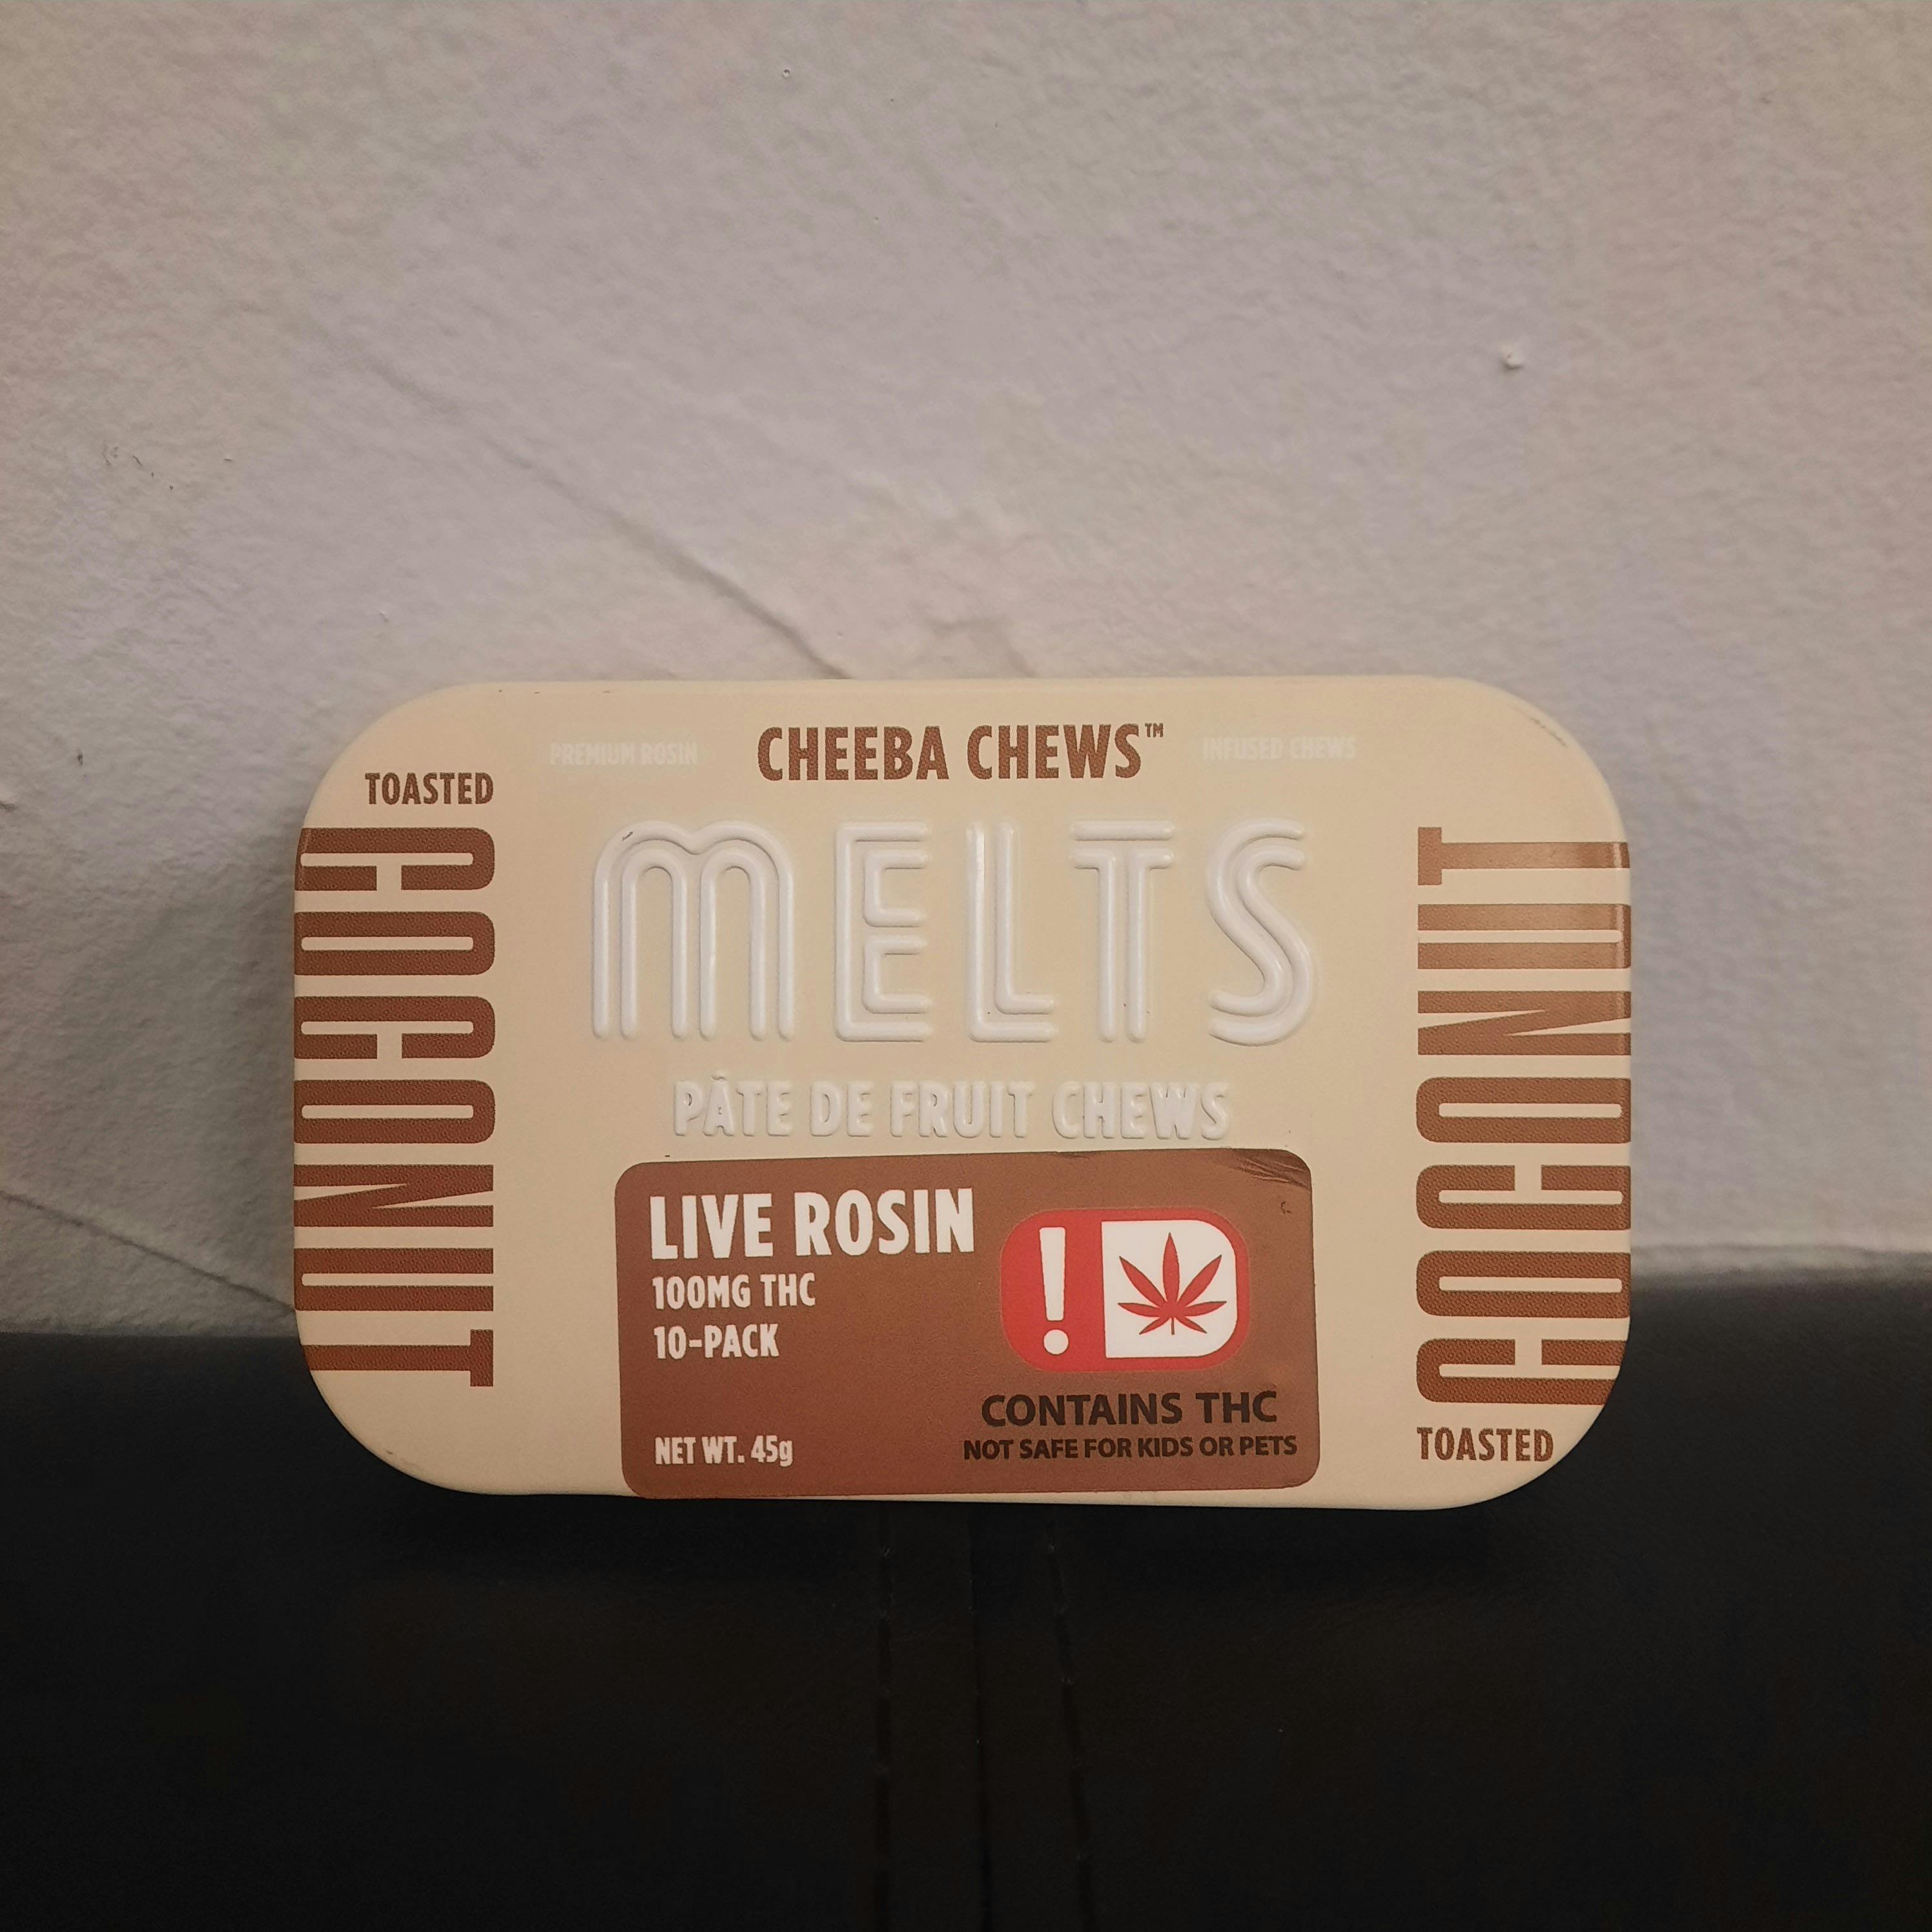 PREMIUM ROSIN
CHEEBA CHEWS™
INFUSED CHEWS
TOASTED
COCONUT
MELTS
PÂTE DE FRUIT CHEWS
LIVE ROSIN
100MG THC
10-PACK
NET WT. 45g
!
CONTAINS THC
NOT SAFE FOR KIDS OR PETS
COCONUT
TOASTED